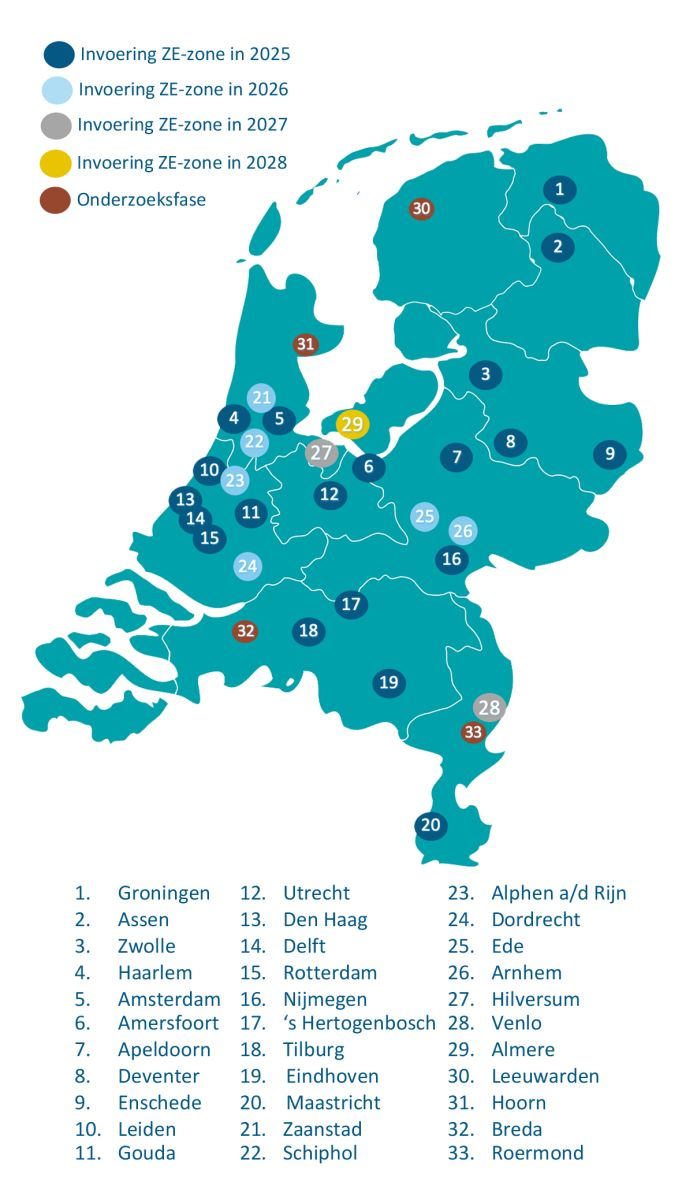 Invoering ZE-zone in 2025
Invoering ZE-zone in 2026
Invoering ZE-zone in 2027
Invoering ZE-zone in 2028
Onderzoeksfase
1
30
2
31
3
21
4
5
29
22
8
27
7
9
6
10
23
12
13
11
25
14
26
15
16
24
17
32
18
19
28
33
20
1. Groningen
2. Assen
3. Zwolle
4. Haarlem
5. Amsterdam
6. Amersfoort
7. Apeldoorn
8. Deventer
9. Enschede
10. Leiden
11. Gouda
12. Utrecht
13. Den Haag
14. Delft
15. Rotterdam
16. Nijmegen
17. ‘s Hertogenbosch
18. Tilburg
19. Eindhoven
20. Maastricht
21. Zaanstad
22. Schiphol
23. Alphen a/d Rijn
24. Dordrecht
25. Ede
26. Arnhem
27. Hilversum
28. Venlo
29. Almere
30. Leeuwarden
31. Hoorn
32. Breda
33. Roermond